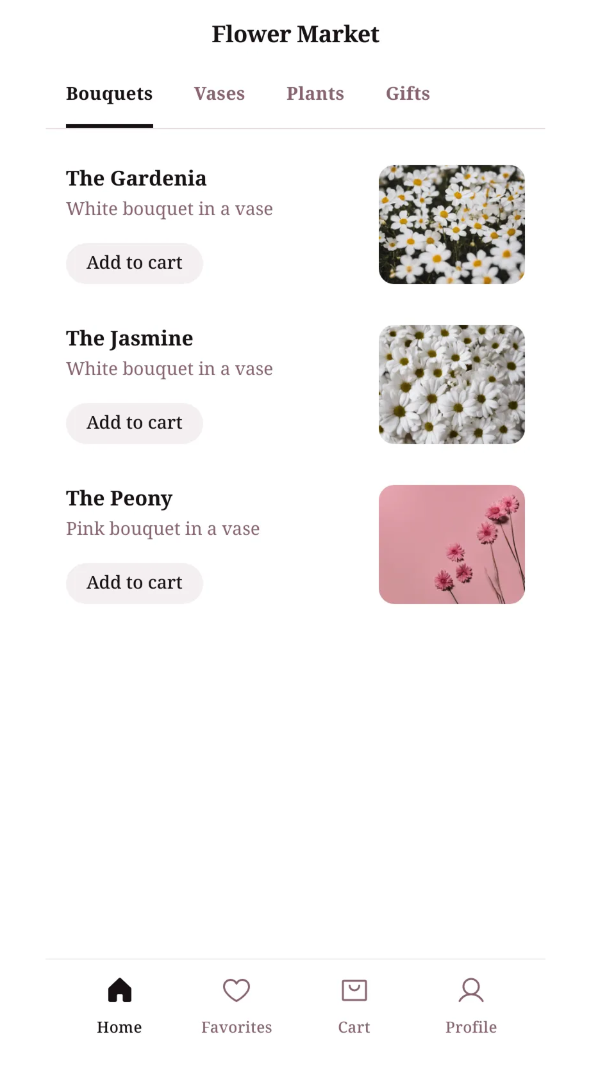 Flower Market
Bouquets Vases Plants Gifts
The Gardenia
White bouquet in a vase
Add to cart
The Jasmine
White bouquet in a vase
Add to cart
The Peony
Pink bouquet in a vase
Add to cart
Home Favorites Cart Profile